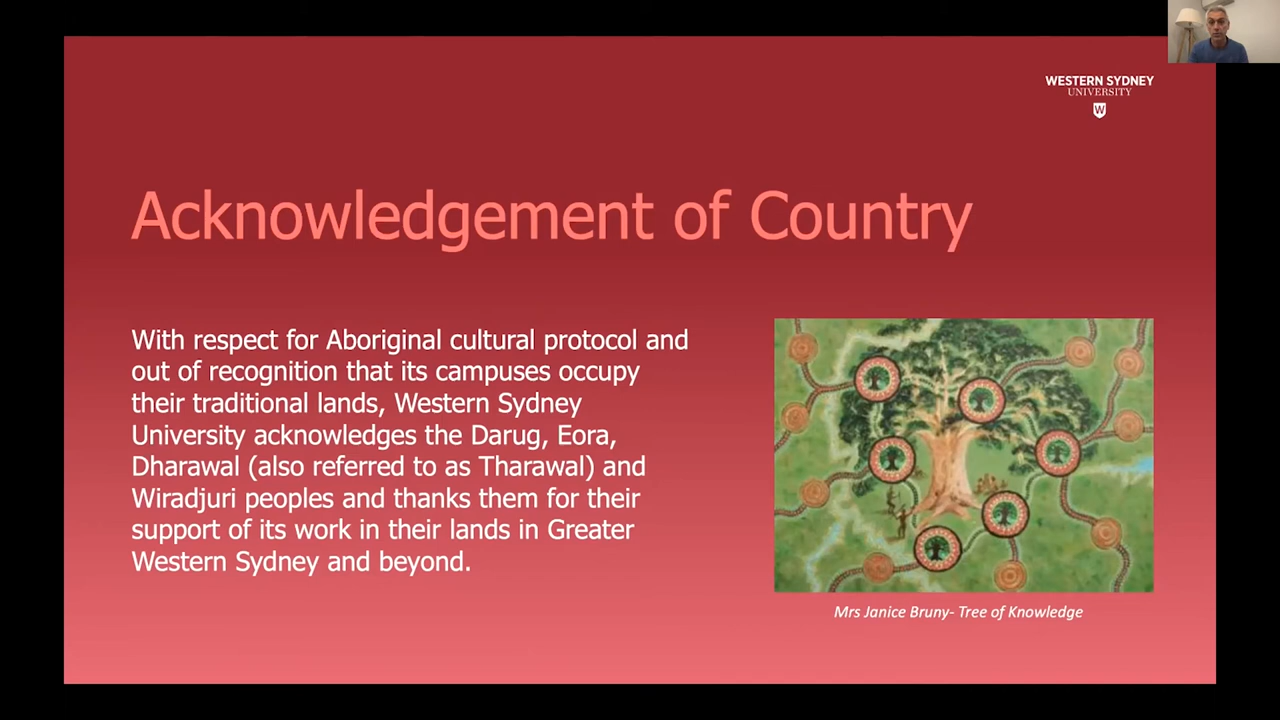 WESTERN SYDNEY
UNIVERSITY
W
Acknowledgement of Country
With respect for Aboriginal cultural protocol and
out of recognition that its campuses occupy
their traditional lands, Western Sydney
University acknowledges the Darug, Eora,
Dharawal (also referred to as Tharawal) and
Wiradjuri peoples and thanks them for their
support of its work in their lands in Greater
Western Sydney and beyond.
Mrs Janice Bruny- Tree of Knowledge